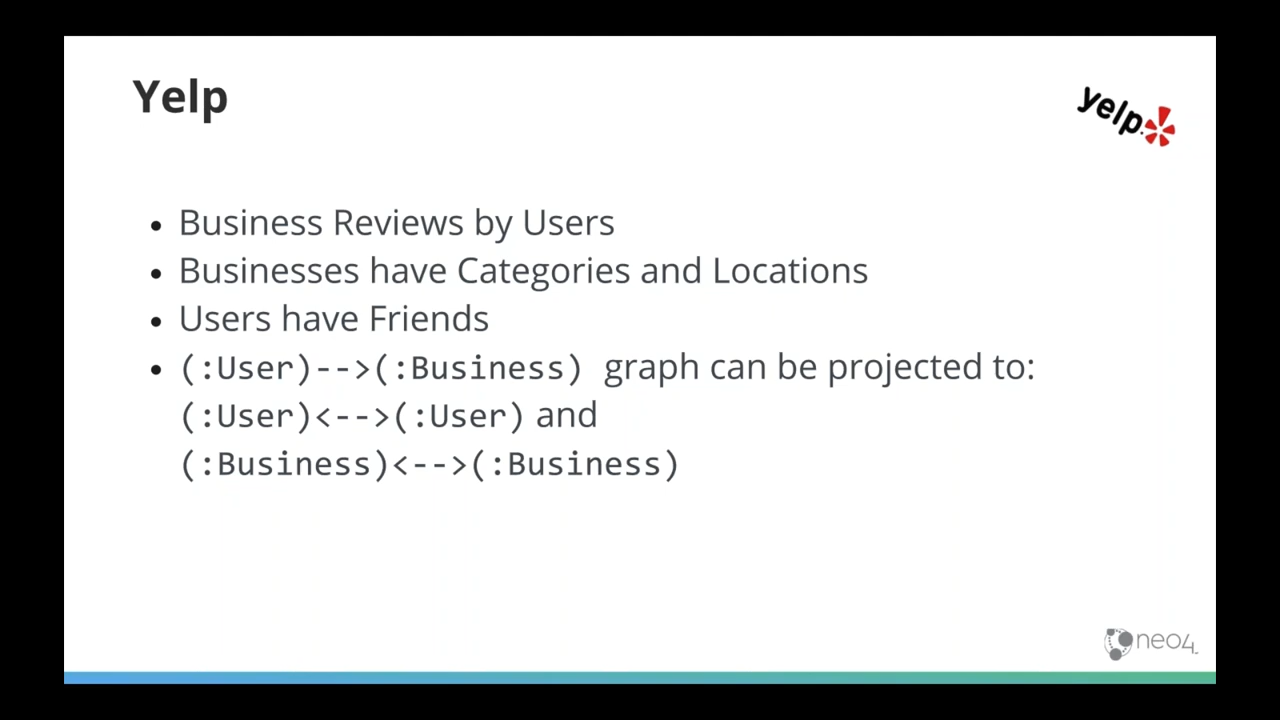 Yelp
yelp
• Business Reviews by Users
• Businesses have Categories and Locations
• Users have Friends
• (:User)-->(:Business) graph can be projected to:
(:User)<-->(:User) and
(:Business)<-->(:Business)
neo4j